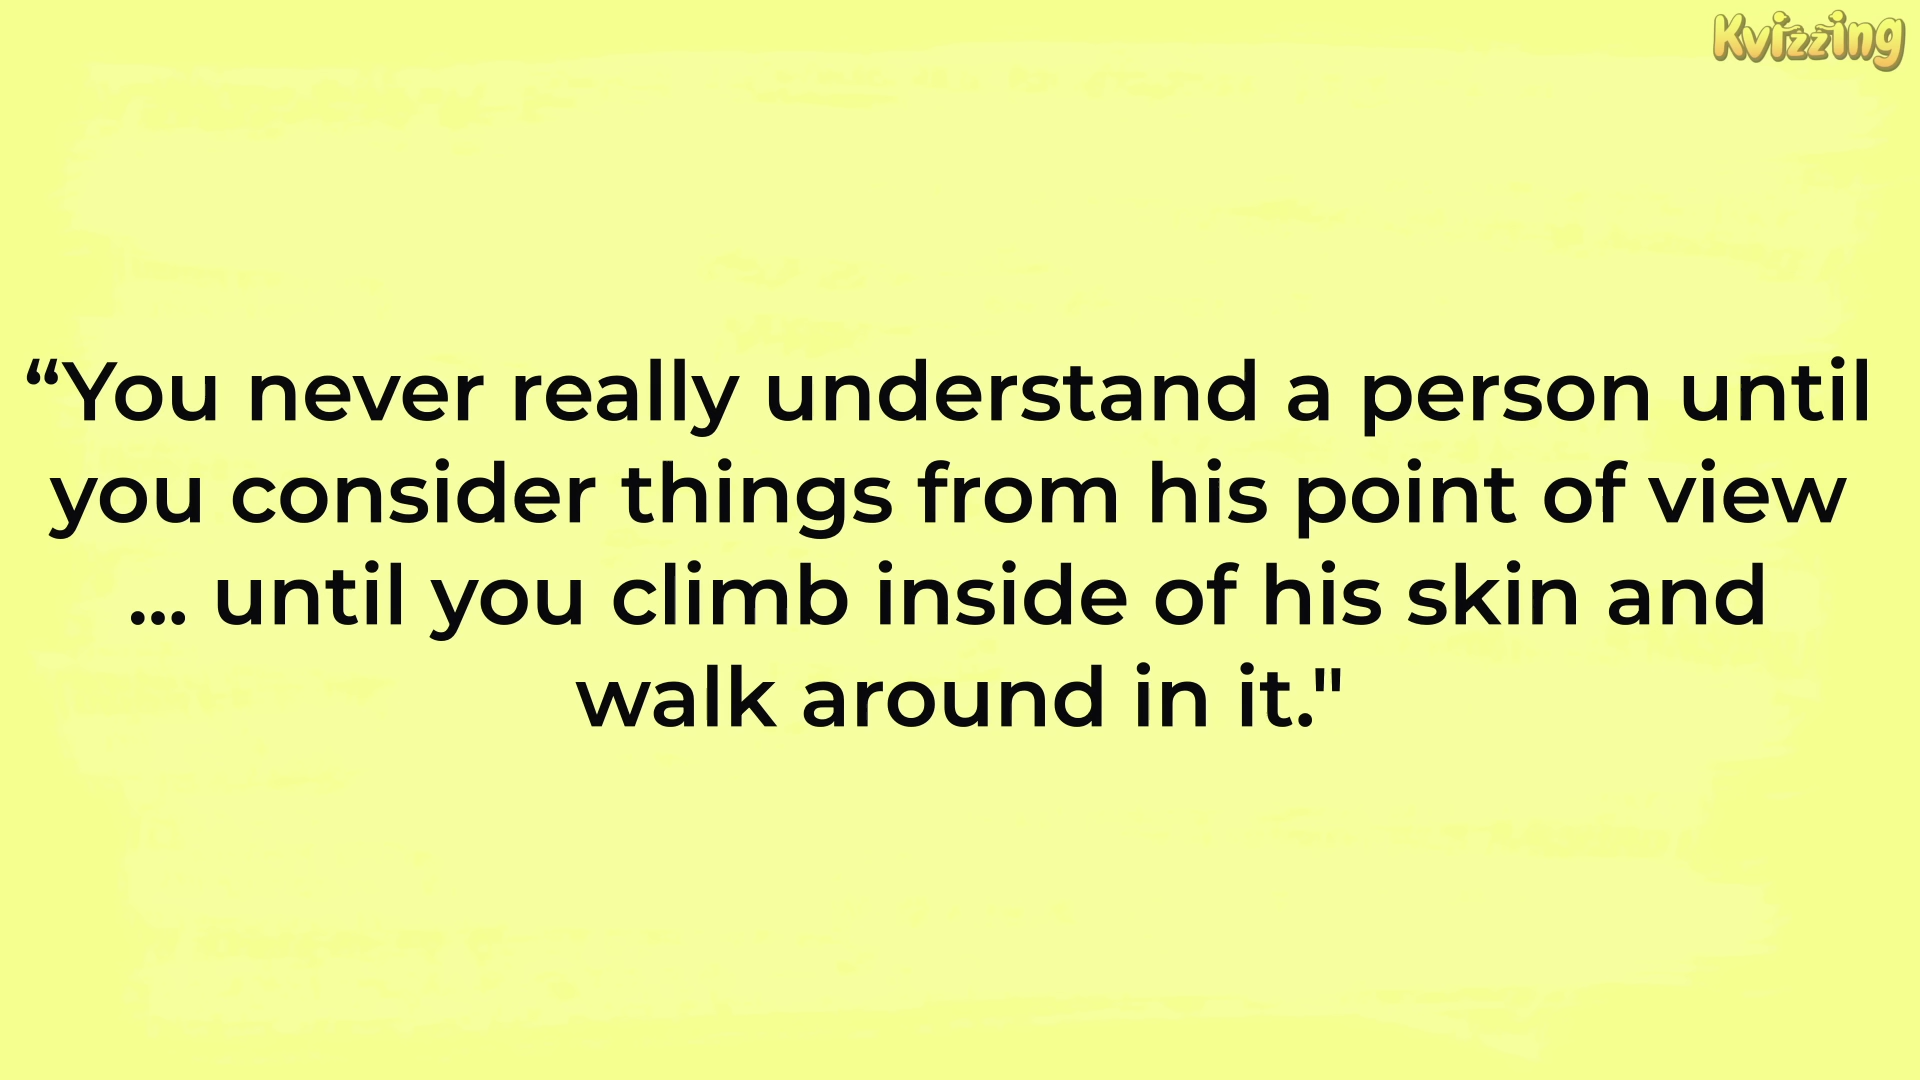 Kvizzing
“You never really understand a person until
you consider things from his point of view
... until you climb inside of his skin and
walk around in it."